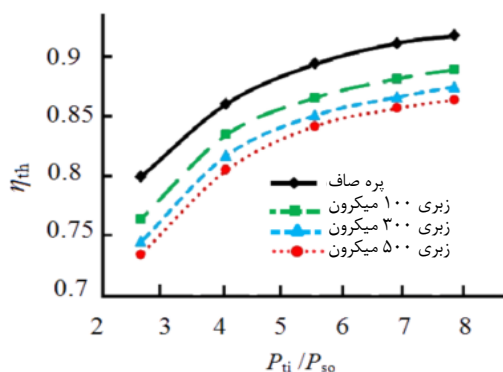 0.9
0.85
0.8
0.75
0.7
η_th
پره صاف
زبری ۱۰۰ میکرون
زبری ۳۰۰ میکرون
زبری ۵۰۰ میکرون
2 3 4 5 6 7 8
P_ti /P_so